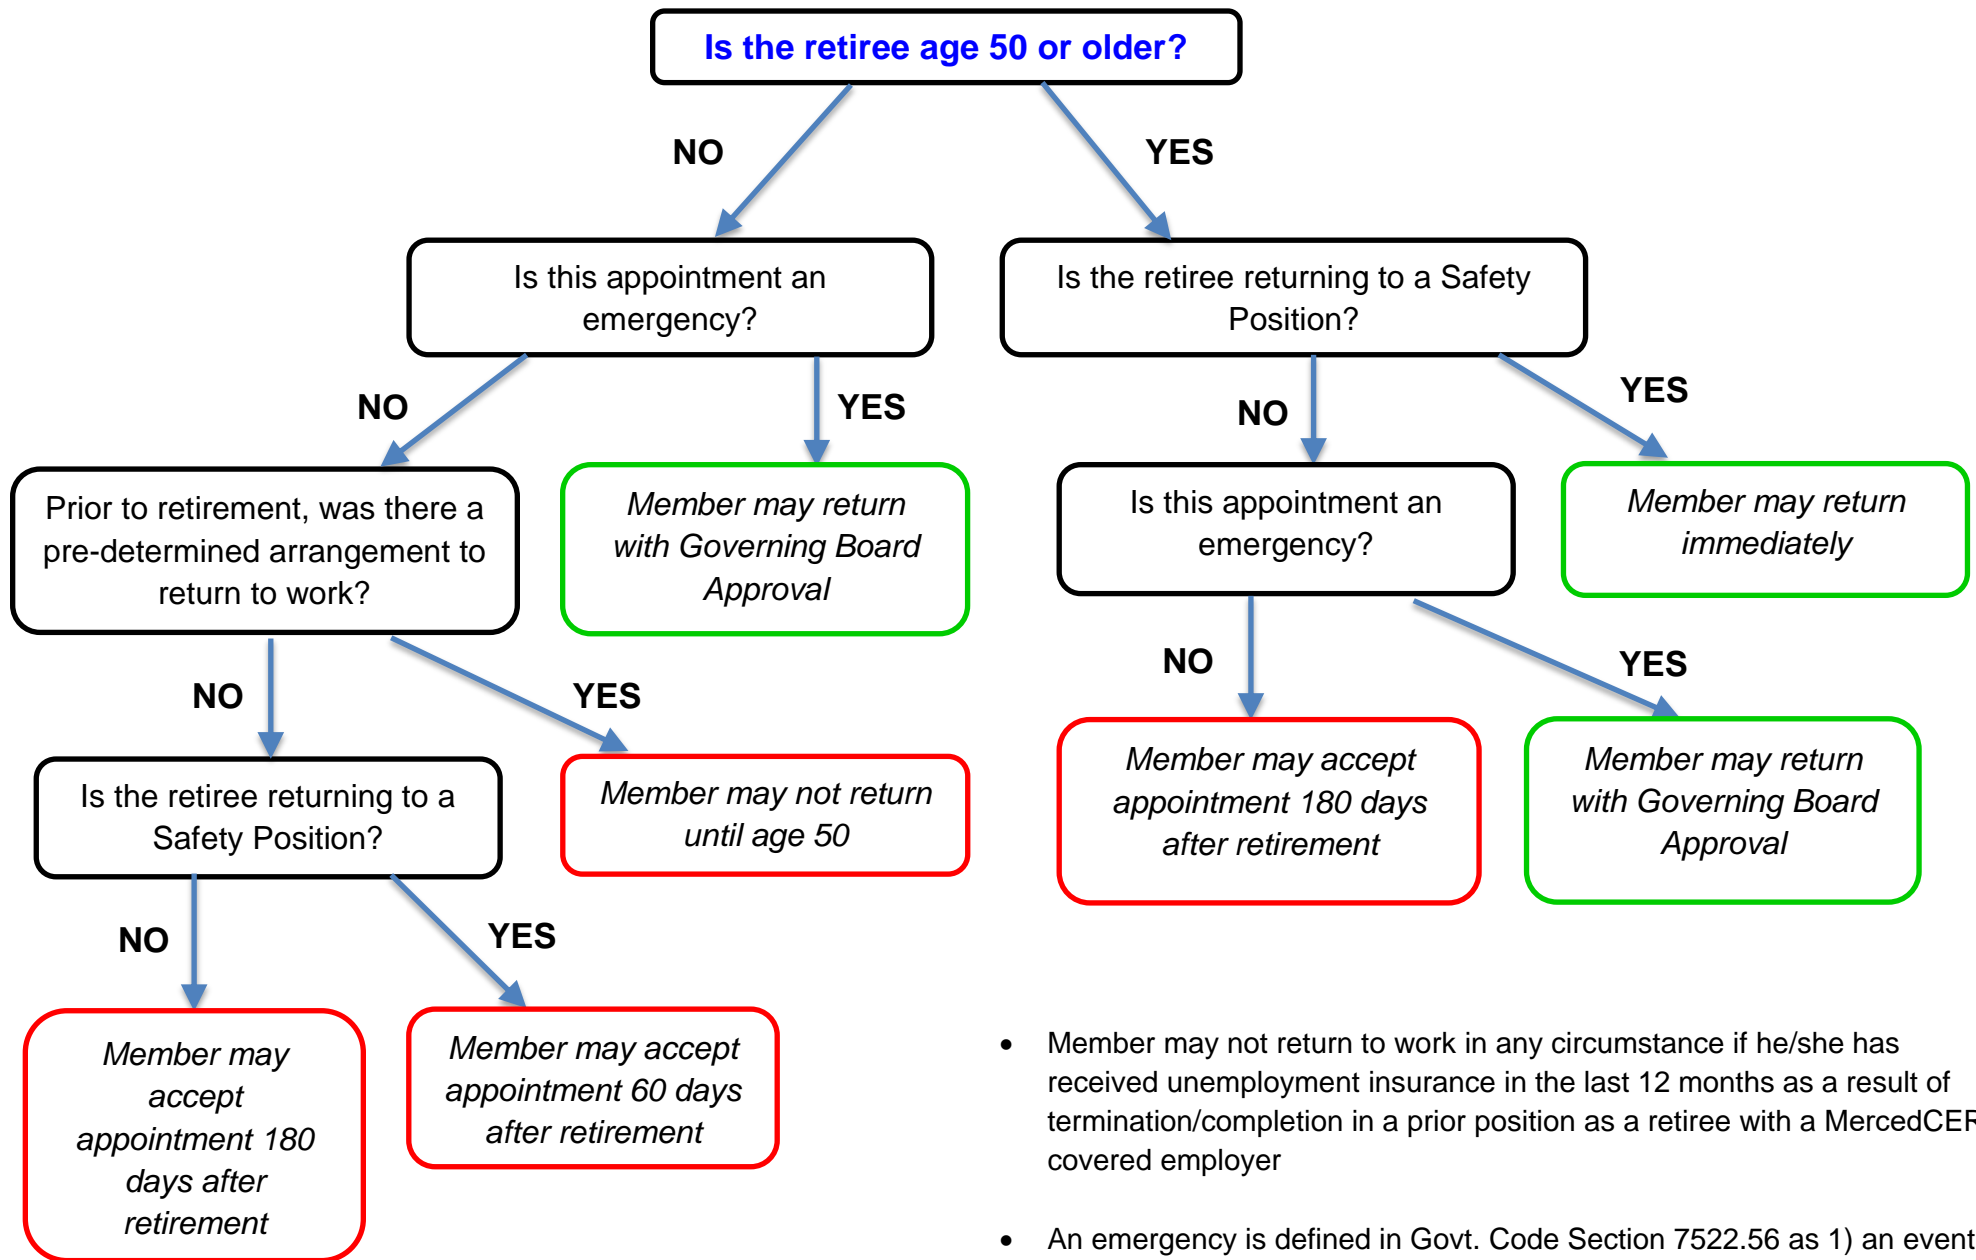 Is the retiree age 50 or older?
NO
YES
Is this appointment an
emergency?
Is the retiree returning to a Safety
Position?
NO
YES
NO
YES
Prior to retirement, was there a
pre-determined arrangement to
return to work?
Member may return
with Governing Board
Approval
Is this appointment an
emergency?
Member may return
immediately
NO
YES
NO
YES
Is the retiree returning to a
Safety Position?
Member may not return
until age 50
Member may accept
appointment 180 days
after retirement
Member may return
with Governing Board
Approval
NO
YES
Member may
accept
appointment 180
days after
retirement
Member may accept
appointment 60 days
after retirement
• Member may not return to work in any circumstance if he/she has
received unemployment insurance in the last 12 months as a result of
termination/completion in a prior position as a retiree with a MercedCER
covered employer
• An emergency is defined in Govt. Code Section 7522.56 as 1) an event